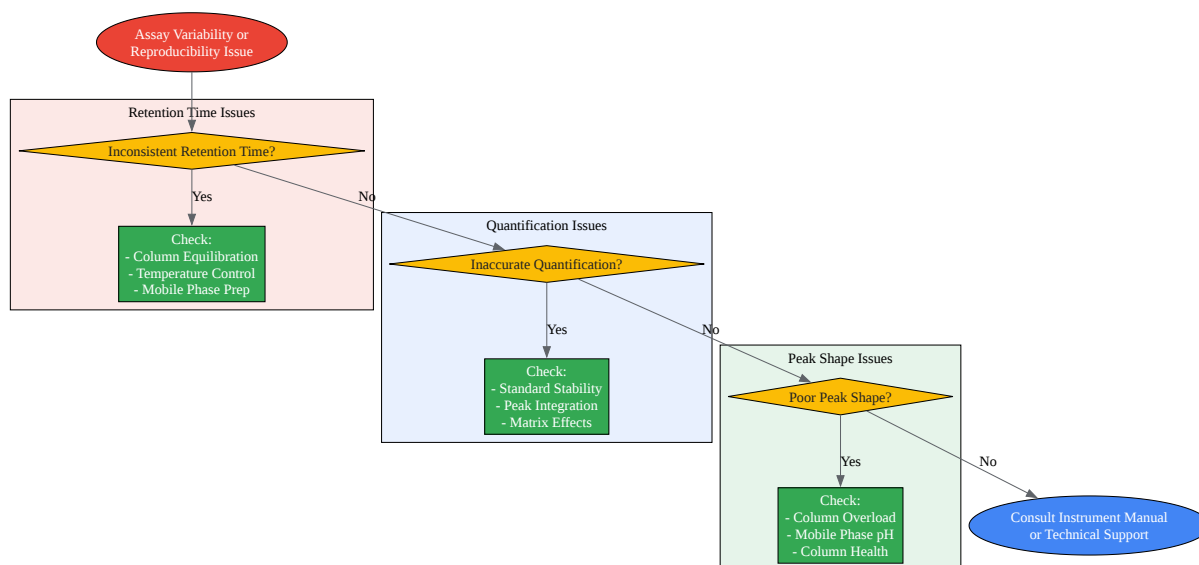 Assay Variability or
Reproducibility Issue
Retention Time Issues
Inconsistent Retention Time?
Yes
No
Check:
- Column Equilibration
- Temperature Control
- Mobile Phase Prep
Quantification Issues
Inaccurate Quantification?
Yes
No
Check:
- Standard Stability
- Peak Integration
- Matrix Effects
Peak Shape Issues
Poor Peak Shape?
Yes
No
Check:
- Column Overload
- Mobile Phase pH
- Column Health
Consult Instrument Manual
or Technical Support